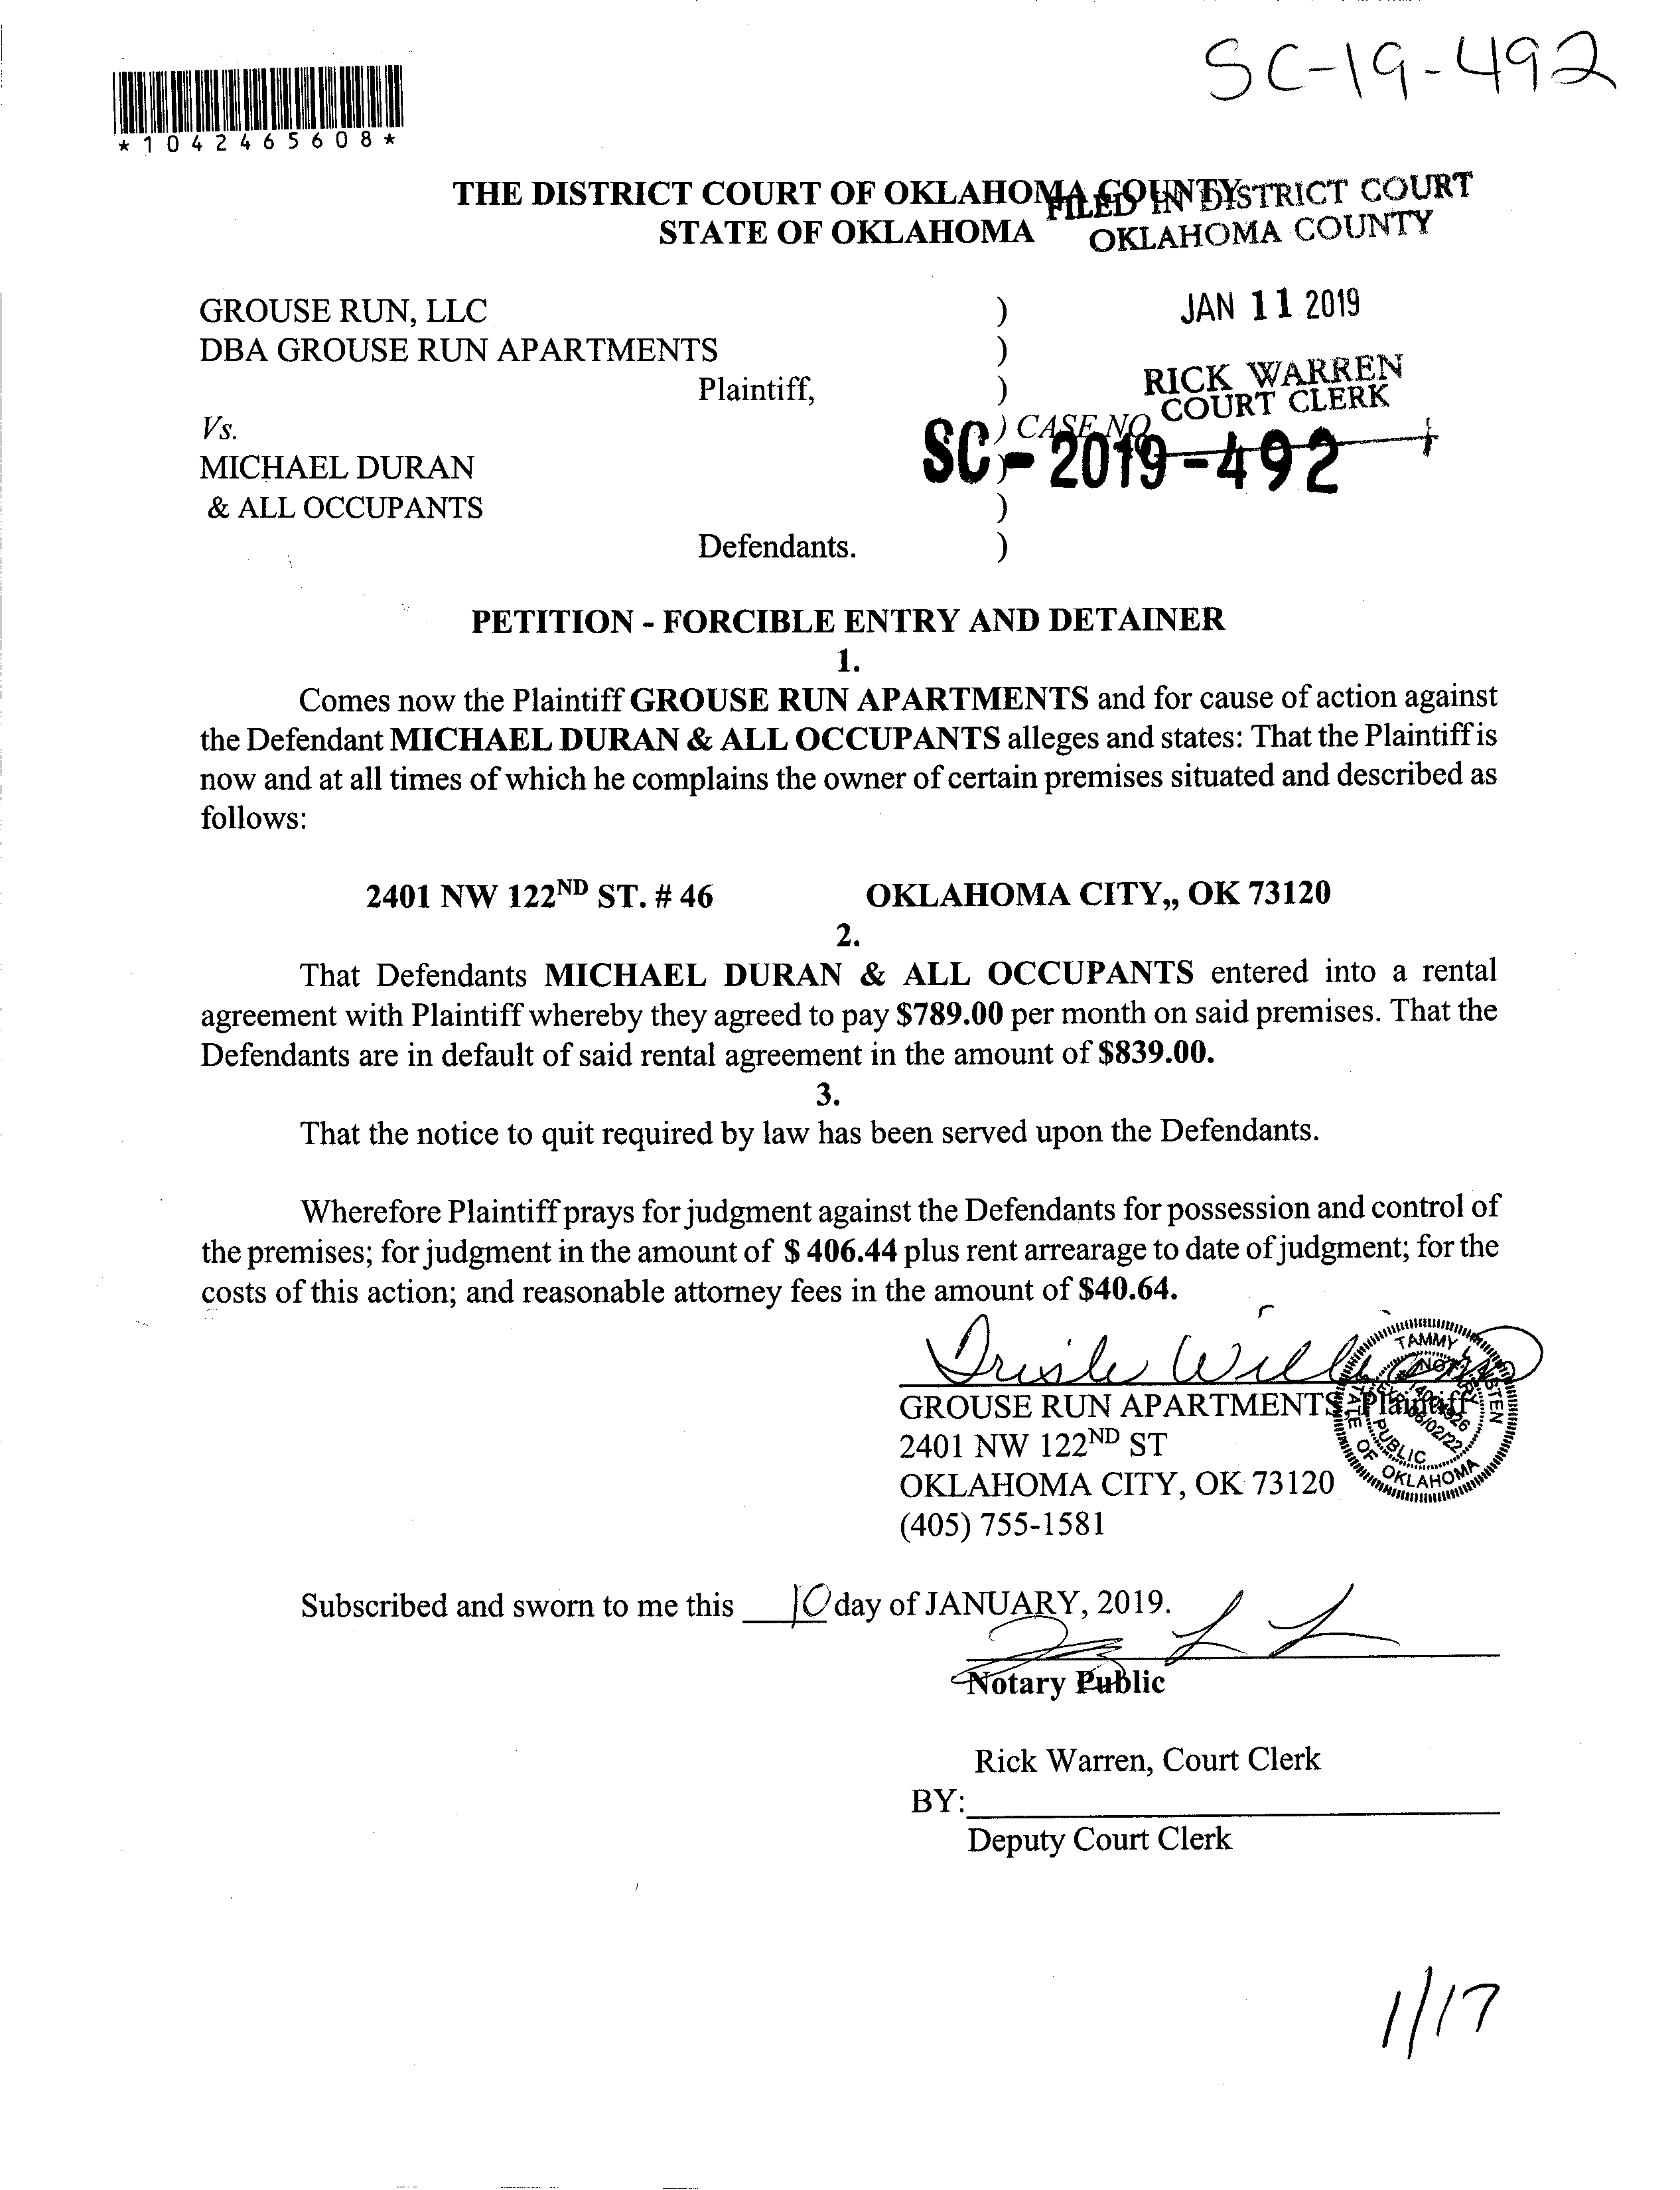 SC-19-492
*1042465608*
THE DISTRICT COURT OF OKLAHOMA COUNTY
STATE OF OKLAHOMA
FILED IN DISTRICT COURT
OKLAHOMA COUNTY
JAN 11 2019
RICK WARREN
COURT CLERK
GROUSE RUN, LLC )
DBA GROUSE RUN APARTMENTS )
Plaintiff, )
Vs. ) CASE NO
SC-2019-492
MICHAEL DURAN )
& ALL OCCUPANTS )
Defendants. )
PETITION - FORCIBLE ENTRY AND DETAINER
1.
Comes now the Plaintiff GROUSE RUN APARTMENTS and for cause of action against
the Defendant MICHAEL DURAN & ALL OCCUPANTS alleges and states: That the Plaintiff is
now and at all times of which he complains the owner of certain premises situated and described as
follows:
2401 NW 122ND ST. # 46 OKLAHOMA CITY,, OK 73120
2.
That Defendants MICHAEL DURAN & ALL OCCUPANTS entered into a rental
agreement with Plaintiff whereby they agreed to pay $789.00 per month on said premises. That the
Defendants are in default of said rental agreement in the amount of $839.00.
3.
That the notice to quit required by law has been served upon the Defendants.
Wherefore Plaintiff prays for judgment against the Defendants for possession and control of
the premises; for judgment in the amount of $ 406.44 plus rent arrearage to date of judgment; for the
costs of this action; and reasonable attorney fees in the amount of $40.64.
GROUSE RUN APARTMENTS, Plaintiff
2401 NW 122ND ST
OKLAHOMA CITY, OK 73120
(405) 755-1581
TAMMY
NOTARY
PUBLIC
STATE OF OKLAHOMA
Subscribed and sworn to me this 10 day of JANUARY, 2019.
Notary Public
Rick Warren, Court Clerk
BY:
Deputy Court Clerk
1/17